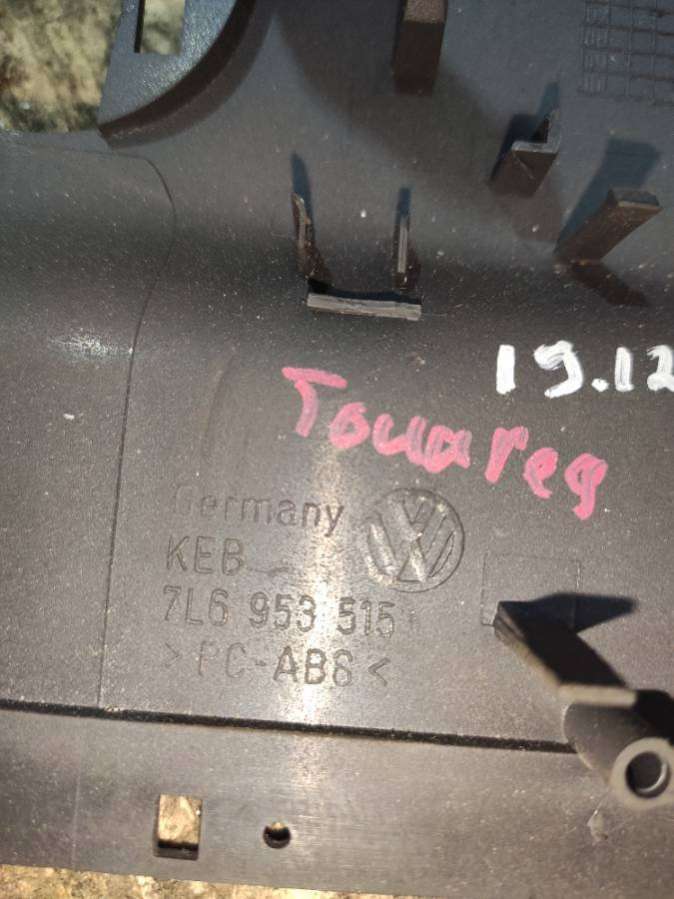 19.12
Touareg
Germany
KEB
7L6 953 515
>PC-ABS<